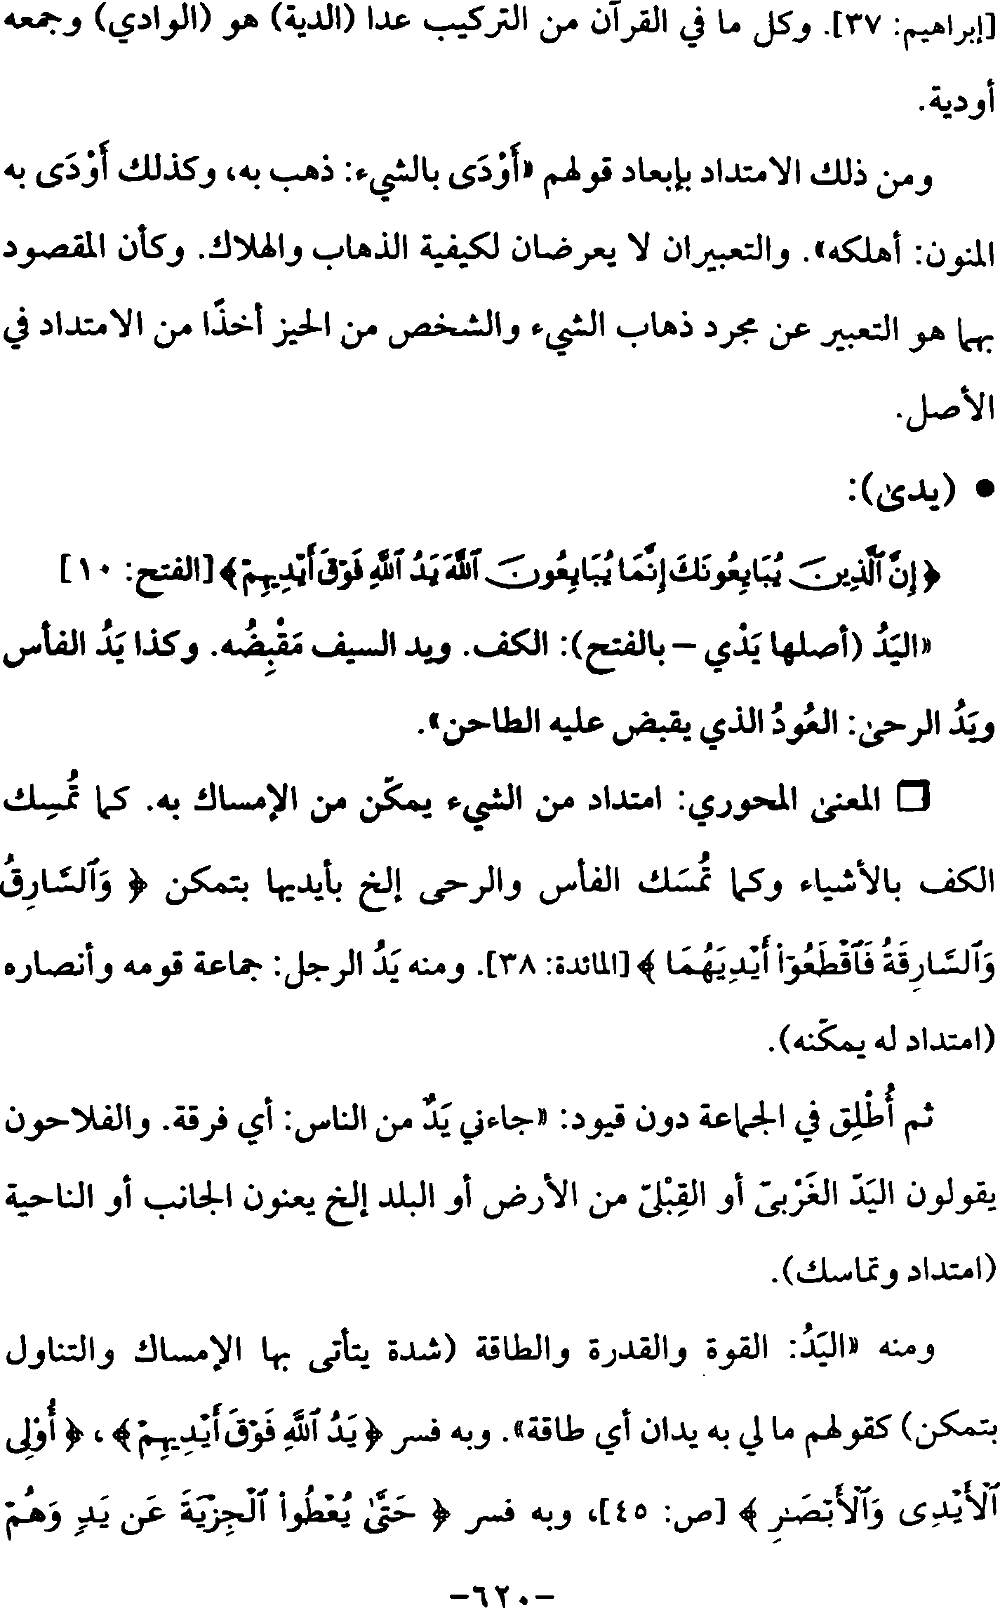 [إبراهيم: ٣٧]. وكل ما في القرآن من التركيب عدا (الدية) هو (الوادي) وجمعه
أودية.
ومن ذلك الامتداد بإبعاد قولهم «أَوْدَى بالشيء: ذهب به، وكذلك أَوْدَى به
المنون: أهلكه». والتعبيران لا يعرضان لكيفية الذهاب والهلاك. وكأن المقصود
بهما هو التعبير عن مجرد ذهاب الشيء والشخص من الحيز أخذًا من الامتداد في
الأصل.
• (يدى):
﴿إِنَّ ٱلَّذِينَ يُبَايِعُونَكَ إِنَّمَا يُبَايِعُونَ ٱللَّهَ يَدُ ٱللَّهِ فَوْقَ أَيْدِيهِمْ﴾ [الفتح: ١٠]
«اليَدُ (أصلها يَدْي – بالفتح): الكف. ويد السيف مَقْبِضُه. وكذا يَدُ الفأس
ويَدُ الرحى: العُودُ الذي يقبض عليه الطاحن».
□ المعنى المحوري: امتداد من الشيء يمكّن من الإمساك به. كما تُمسِك
الكف بالأشياء وكما تُمسَك الفأس والرحى إلخ بأيديها بتمكن ﴿ وَٱلسَّارِقُ
وَٱلسَّارِقَةُ فَٱقْطَعُوٓا۟ أَيْدِيَهُمَا ﴾ [المائدة: ٣٨]. ومنه يَدُ الرجل: جماعة قومه وأنصاره
(امتداد له يمكّنه).
ثم أُطْلِق في الجماعة دون قيود: «جاءني يَدٌ من الناس: أي فرقة. والفلاحون
يقولون اليَدّ الغَرْبيّ أو القِبْليّ من الأرض أو البلد إلخ يعنون الجانب أو الناحية
(امتداد وتماسك).
ومنه «اليَدُ: القوة والقدرة والطاقة (شدة يتأتى بها الإمساك والتناول
بتمكن) كقولهم ما لي به يدان أي طاقة». وبه فسر ﴿يَدُ ٱللَّهِ فَوْقَ أَيْدِيهِمْ﴾، ﴿أُو۟لِى
ٱلْأَيْدِى وَٱلْأَبْصَـٰرِ ﴾ [ص: ٤٥]، وبه فسر ﴿ حَتَّىٰ يُعْطُوا۟ ٱلْجِزْيَةَ عَن يَدٍ وَهُمْ
-٦٢٠-